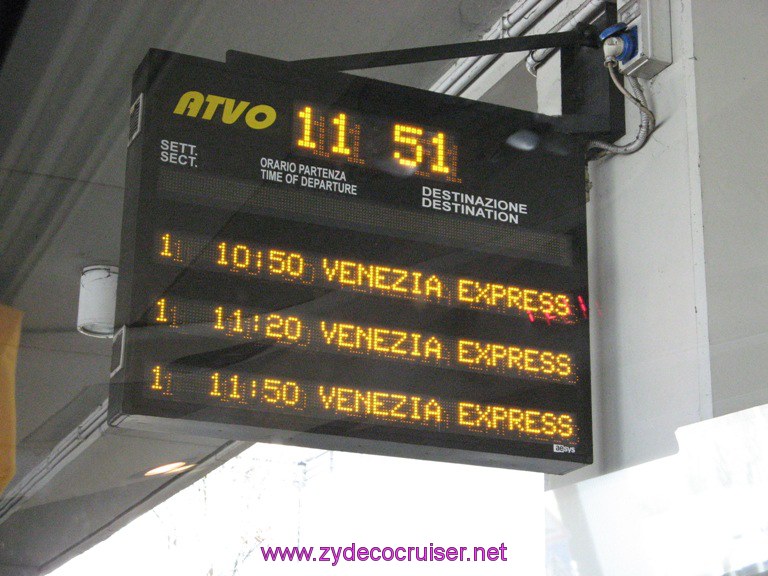 ATVO 11 51
SETT.
SECT.
ORARIO PARTENZA
TIME OF DEPARTURE
DESTINAZIONE
DESTINATION
1 10:50 VENEZIA EXPRESS
1 11:20 VENEZIA EXPRESS
1 11:50 VENEZIA EXPRESS
aesys
www.zydecocruiser.net